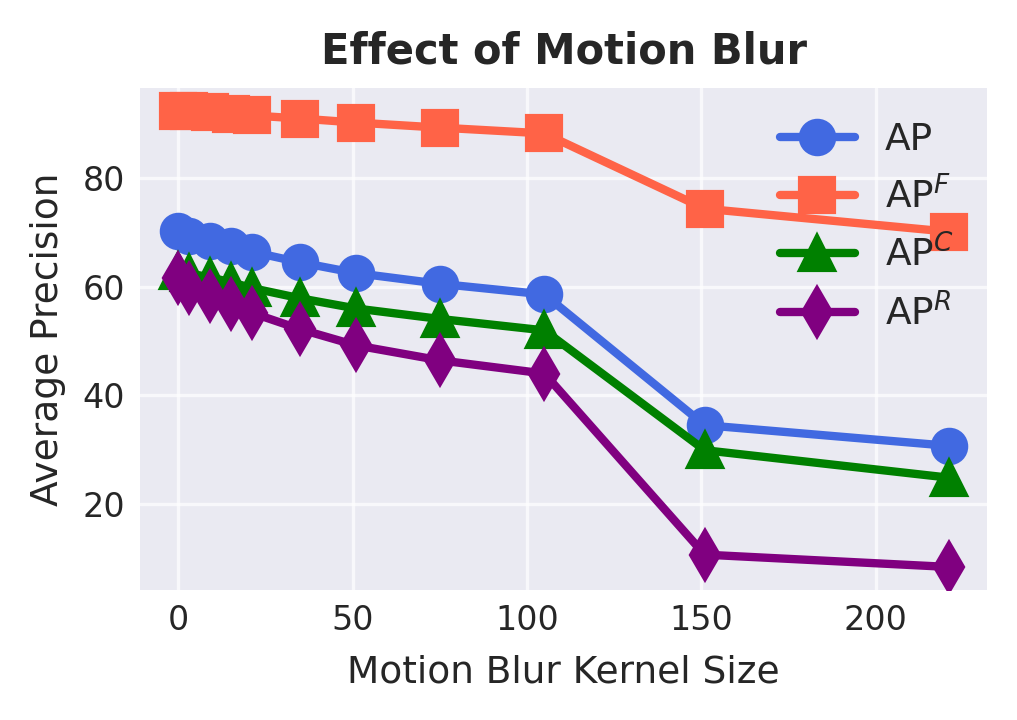 Effect of Motion Blur
Average Precision
80
60
40
20
0
50
100
150
200
Motion Blur Kernel Size
AP
AP^F
AP^C
AP^R